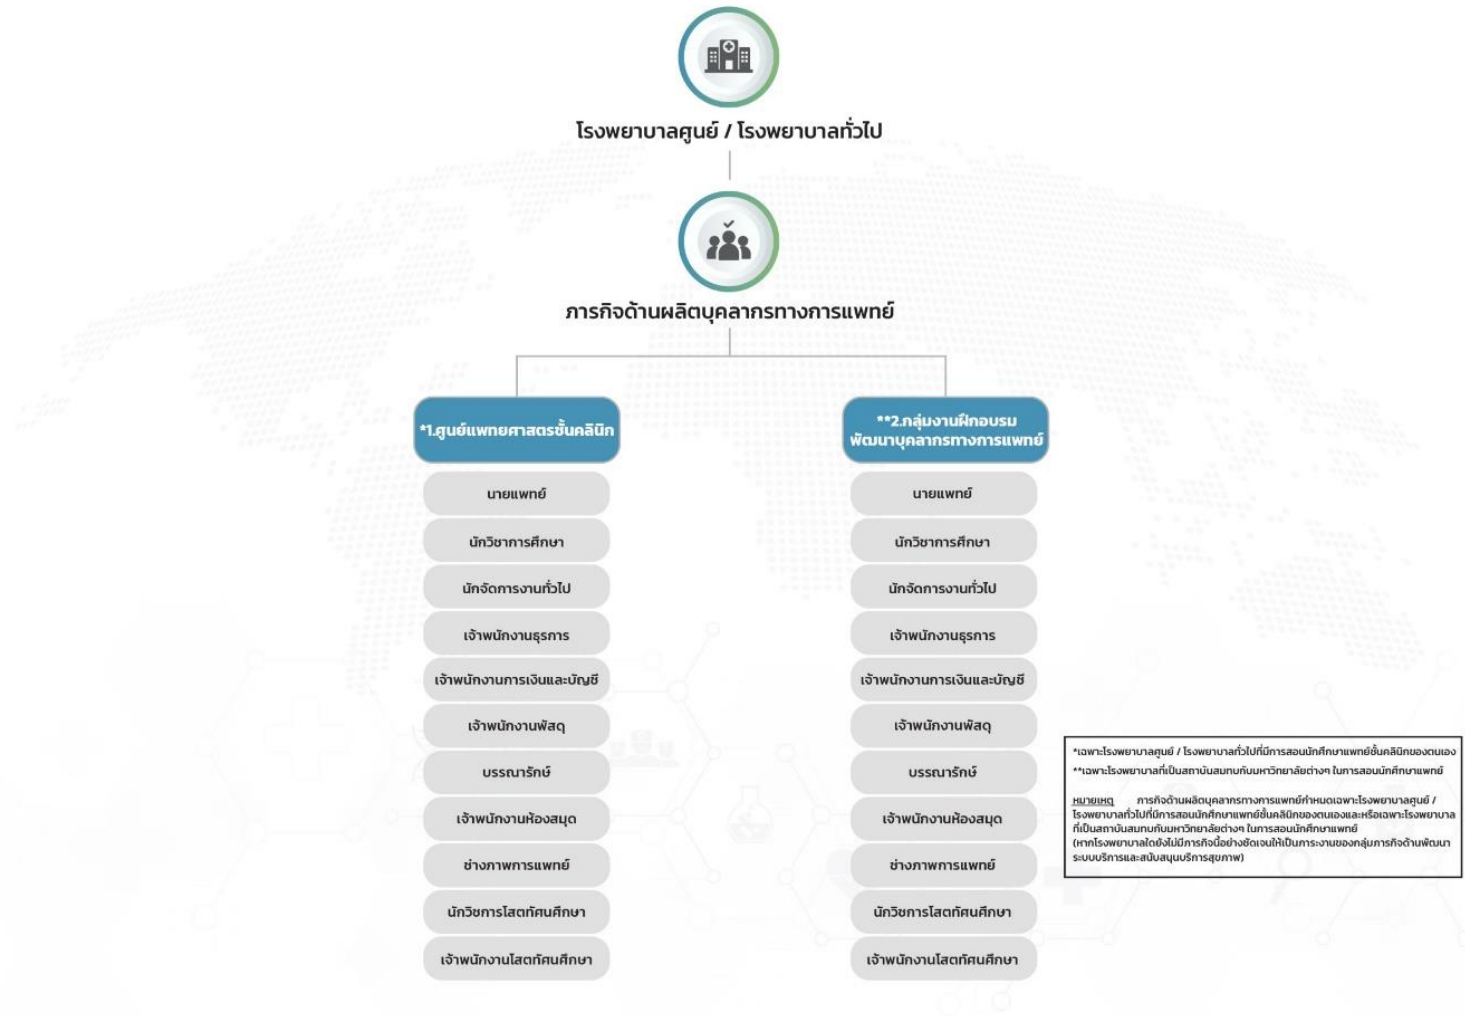 โรงพยาบาลศูนย์ / โรงพยาบาลทั่วไป
ภารกิจด้านผลิตบุคลากรทางการแพทย์
*1.ศูนย์แพทยศาสตรชั้นคลินิก
นายแพทย์
นักวิชาการศึกษา
นักจัดการงานทั่วไป
เจ้าพนักงานธุรการ
เจ้าพนักงานการเงินและบัญชี
เจ้าพนักงานพัสดุ
บรรณารักษ์
เจ้าพนักงานห้องสมุด
ช่างภาพการแพทย์
นักวิชการโสตทัศนศึกษา
เจ้าพนักงานโสตทัศนศึกษา
**2.กลุ่มงานฝึกอบรม
พัฒนาบุคลากรทางการแพทย์
นายแพทย์
นักวิชาการศึกษา
นักจัดการงานทั่วไป
เจ้าพนักงานธุรการ
เจ้าพนักงานการเงินและบัญชี
เจ้าพนักงานพัสดุ
บรรณารักษ์
เจ้าพนักงานห้องสมุด
ช่างภาพการแพทย์
นักวิชการโสตทัศนศึกษา
เจ้าพนักงานโสตทัศนศึกษา
*เฉพาะโรงพยาบาลศูนย์ / โรงพยาบาลทั่วไปที่มีการสอนนักศึกษาแพทย์ชั้นคลินิกของตนเอง
**เฉพาะโรงพยาบาลที่เป็นสถาบันสมทบกับมหาวิทยาลัยต่างๆ ในการสอนนักศึกษาแพทย์
หมายเหตุ ภารกิจด้านผลิตบุคลากรทางการแพทย์กำหนดเฉพาะโรงพยาบาลศูนย์ /
โรงพยาบาลทั่วไปที่มีการสอนนักศึกษาแพทย์ชั้นคลินิกของตนเองและหรือเฉพาะโรงพยาบาล
ที่เป็นสถาบันสมทบกับมหาวิทยาลัยต่างๆ ในการสอนนักศึกษาแพทย์
(หากโรงพยาบาลใดยังไม่มีภารกิจนี้อย่างชัดเจนให้เป็นภาระงานของกลุ่มภารกิจด้านพัฒนา
ระบบบริการและสนับสนุนบริการสุขภาพ)